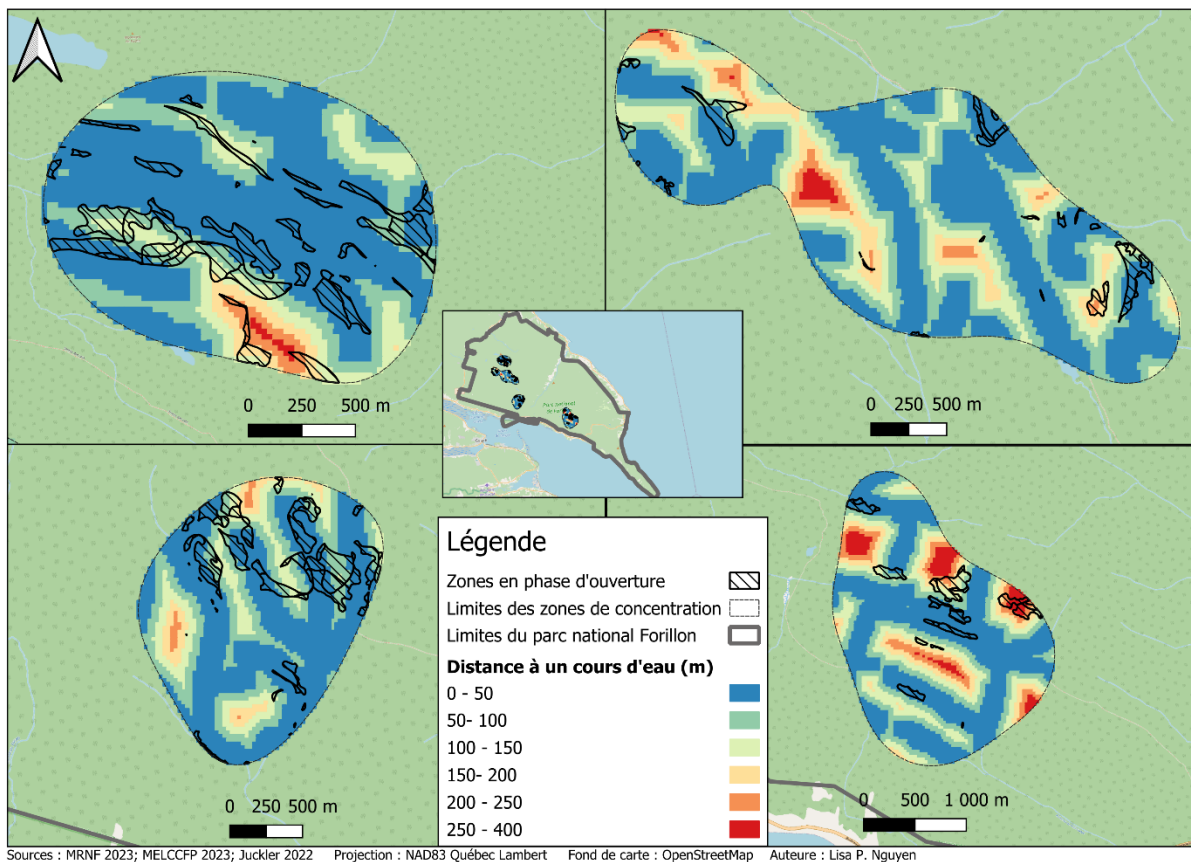 0 250 500 m
0 250 500 m
Légende
Zones en phase d'ouverture
Limites des zones de concentration
Limites du parc national Forillon
Distance à un cours d'eau (m)
0 - 50
50- 100
100 - 150
150- 200
200 - 250
250 - 400
0 250 500 m
0 500 1 000 m
Sources : MRNF 2023; MELCCFP 2023; Juckler 2022 Projection : NAD83 Québec Lambert Fond de carte : OpenStreetMap Auteure : Lisa P. Nguyen